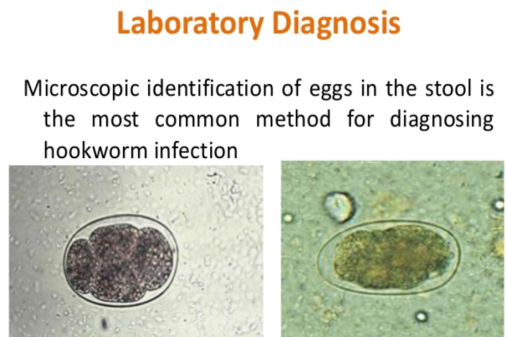 Laboratory Diagnosis
Microscopic identification of eggs in the stool is
the most common method for diagnosing
hookworm infection